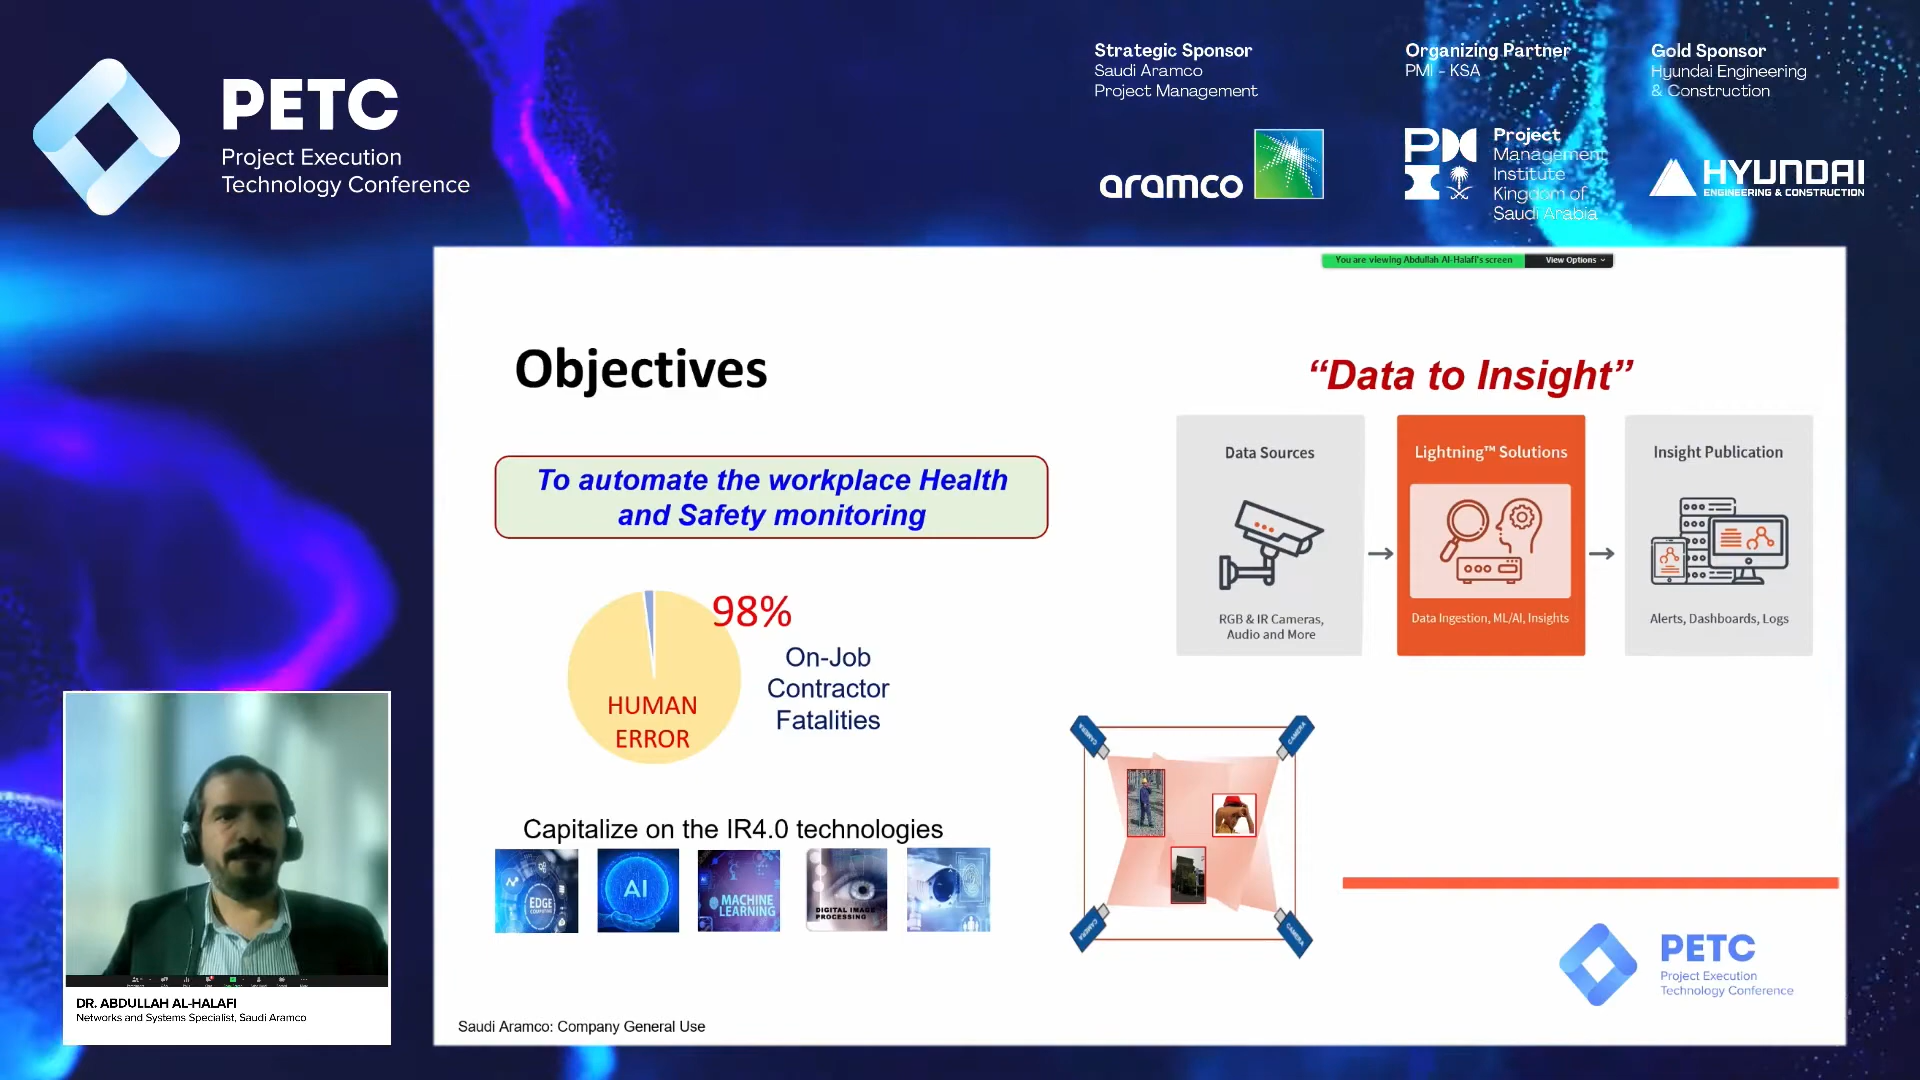 PETC
Project Execution
Technology Conference
Strategic Sponsor
Saudi Aramco
Project Management
aramco
Organizing Partner
PMI - KSA
Project
Management
Institute
Kingdom of
Saudi Arabia
Gold Sponsor
Hyundai Engineering
& Construction
HYUNDAI
ENGINEERING & CONSTRUCTION
You are viewing Abdullah Al-Halafi's screen
View Options
Objectives
To automate the workplace Health
and Safety monitoring
98%
On-Job
Contractor
Fatalities
HUMAN
ERROR
Capitalize on the IR4.0 technologies
EDGE
COMPUTING
AI
MACHINE
LEARNING
DIGITAL IMAGE
PROCESSING
“Data to Insight”
Data Sources
RGB & IR Cameras,
Audio and More
Lightning™ Solutions
Data Ingestion, ML/AI, Insights
Insight Publication
Alerts, Dashboards, Logs
CAMERA
CAMERA
CAMERA
CAMERA
PETC
Project Execution
Technology Conference
Saudi Aramco: Company General Use
DR. ABDULLAH AL-HALAFI
Networks and Systems Specialist, Saudi Aramco